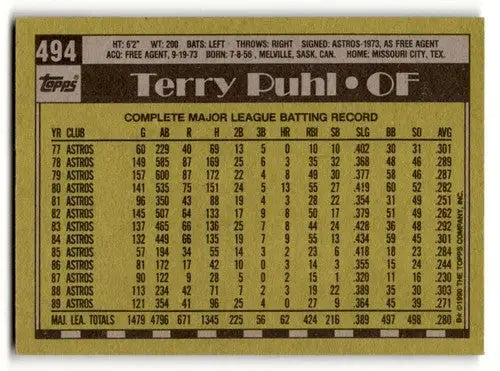 494
Topps
HT: 6'2" WT: 200 BATS: LEFT THROWS: RIGHT SIGNED: ASTROS-1973, AS FREE AGENT
ACQ: FREE AGENT, 9-19-73 BORN: 7-8-56, MELVILLE, SASK. CAN. HOME: MISSOURI CITY, TEX.
Terry Puhl • OF
COMPLETE MAJOR LEAGUE BATTING RECORD
YR CLUB G AB R H 2B 3B HR RBI SB SLG BB SO AVG
77 ASTROS 60 229 40 69 13 5 0 10 10 .402 30 31 .301
78 ASTROS 149 585 87 169 25 6 3 35 32 .368 48 46 .289
79 ASTROS 157 600 87 172 22 4 8 49 30 .377 58 46 .287
80 ASTROS 141 535 75 151 24 5 13 55 27 .419 60 52 .282
81 ASTROS 96 350 43 88 19 4 3 28 22 .354 31 49 .251
82 ASTROS 145 507 64 133 17 9 8 50 17 .379 51 49 .262
83 ASTROS 137 465 66 136 25 7 8 44 24 .428 36 48 .292
84 ASTROS 132 449 66 135 19 7 9 55 13 .434 59 45 .301
85 ASTROS 57 194 34 55 14 3 2 23 6 .418 18 23 .284
86 ASTROS 81 172 17 42 10 0 3 14 3 .355 15 24 .244
87 ASTROS 90 122 9 28 5 0 2 15 1 .320 11 16 .230
88 ASTROS 113 234 42 71 7 2 3 19 22 .389 35 30 .303
89 ASTROS 121 354 41 96 25 4 0 27 9 .364 45 39 .271
MAJ. LEA. TOTALS 1479 4796 671 1345 225 56 62 424 216 .389 497 498 .280
B* ©1990 THE TOPPS COMPANY, INC.